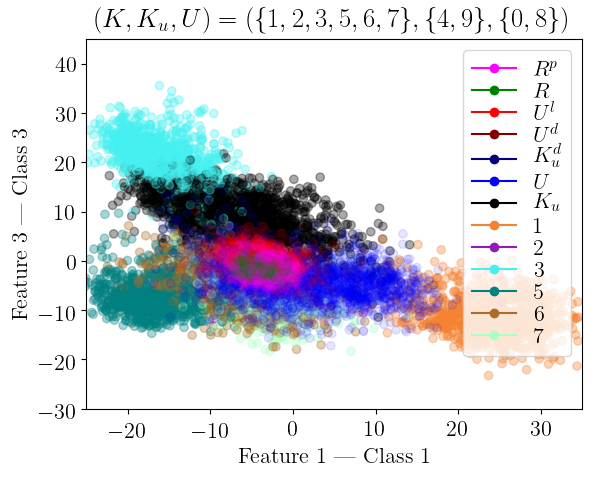 (K, K_u, U) = ({1, 2, 3, 5, 6, 7}, {4, 9}, {0, 8})
40
30
20
10
0
−10
−20
−30
Feature 3 — Class 3
−20
−10
0
10
20
30
Feature 1 — Class 1
R^p
R
U^l
U^d
K_u^d
U
K_u
1
2
3
5
6
7